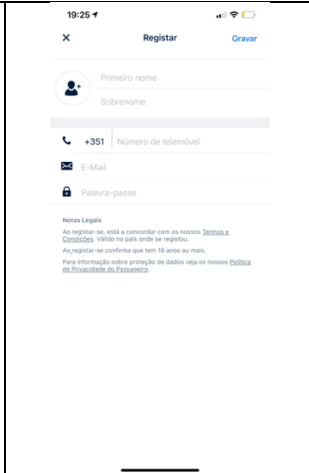 19:25
Registar
Gravar
Primeiro nome
Sobrenome
+351 Número de telemóvel
E-Mail
Palavra-passe
Notas Legais
Ao registar-se, está a concordar com os nossos Termos e
Condições. Válido no país onde se registou.
Ao registar-se confirma que tem 16 anos ou mais.
Para informação sobre proteção de dados veja os nossos Política
de Privacidade do Passageiro.